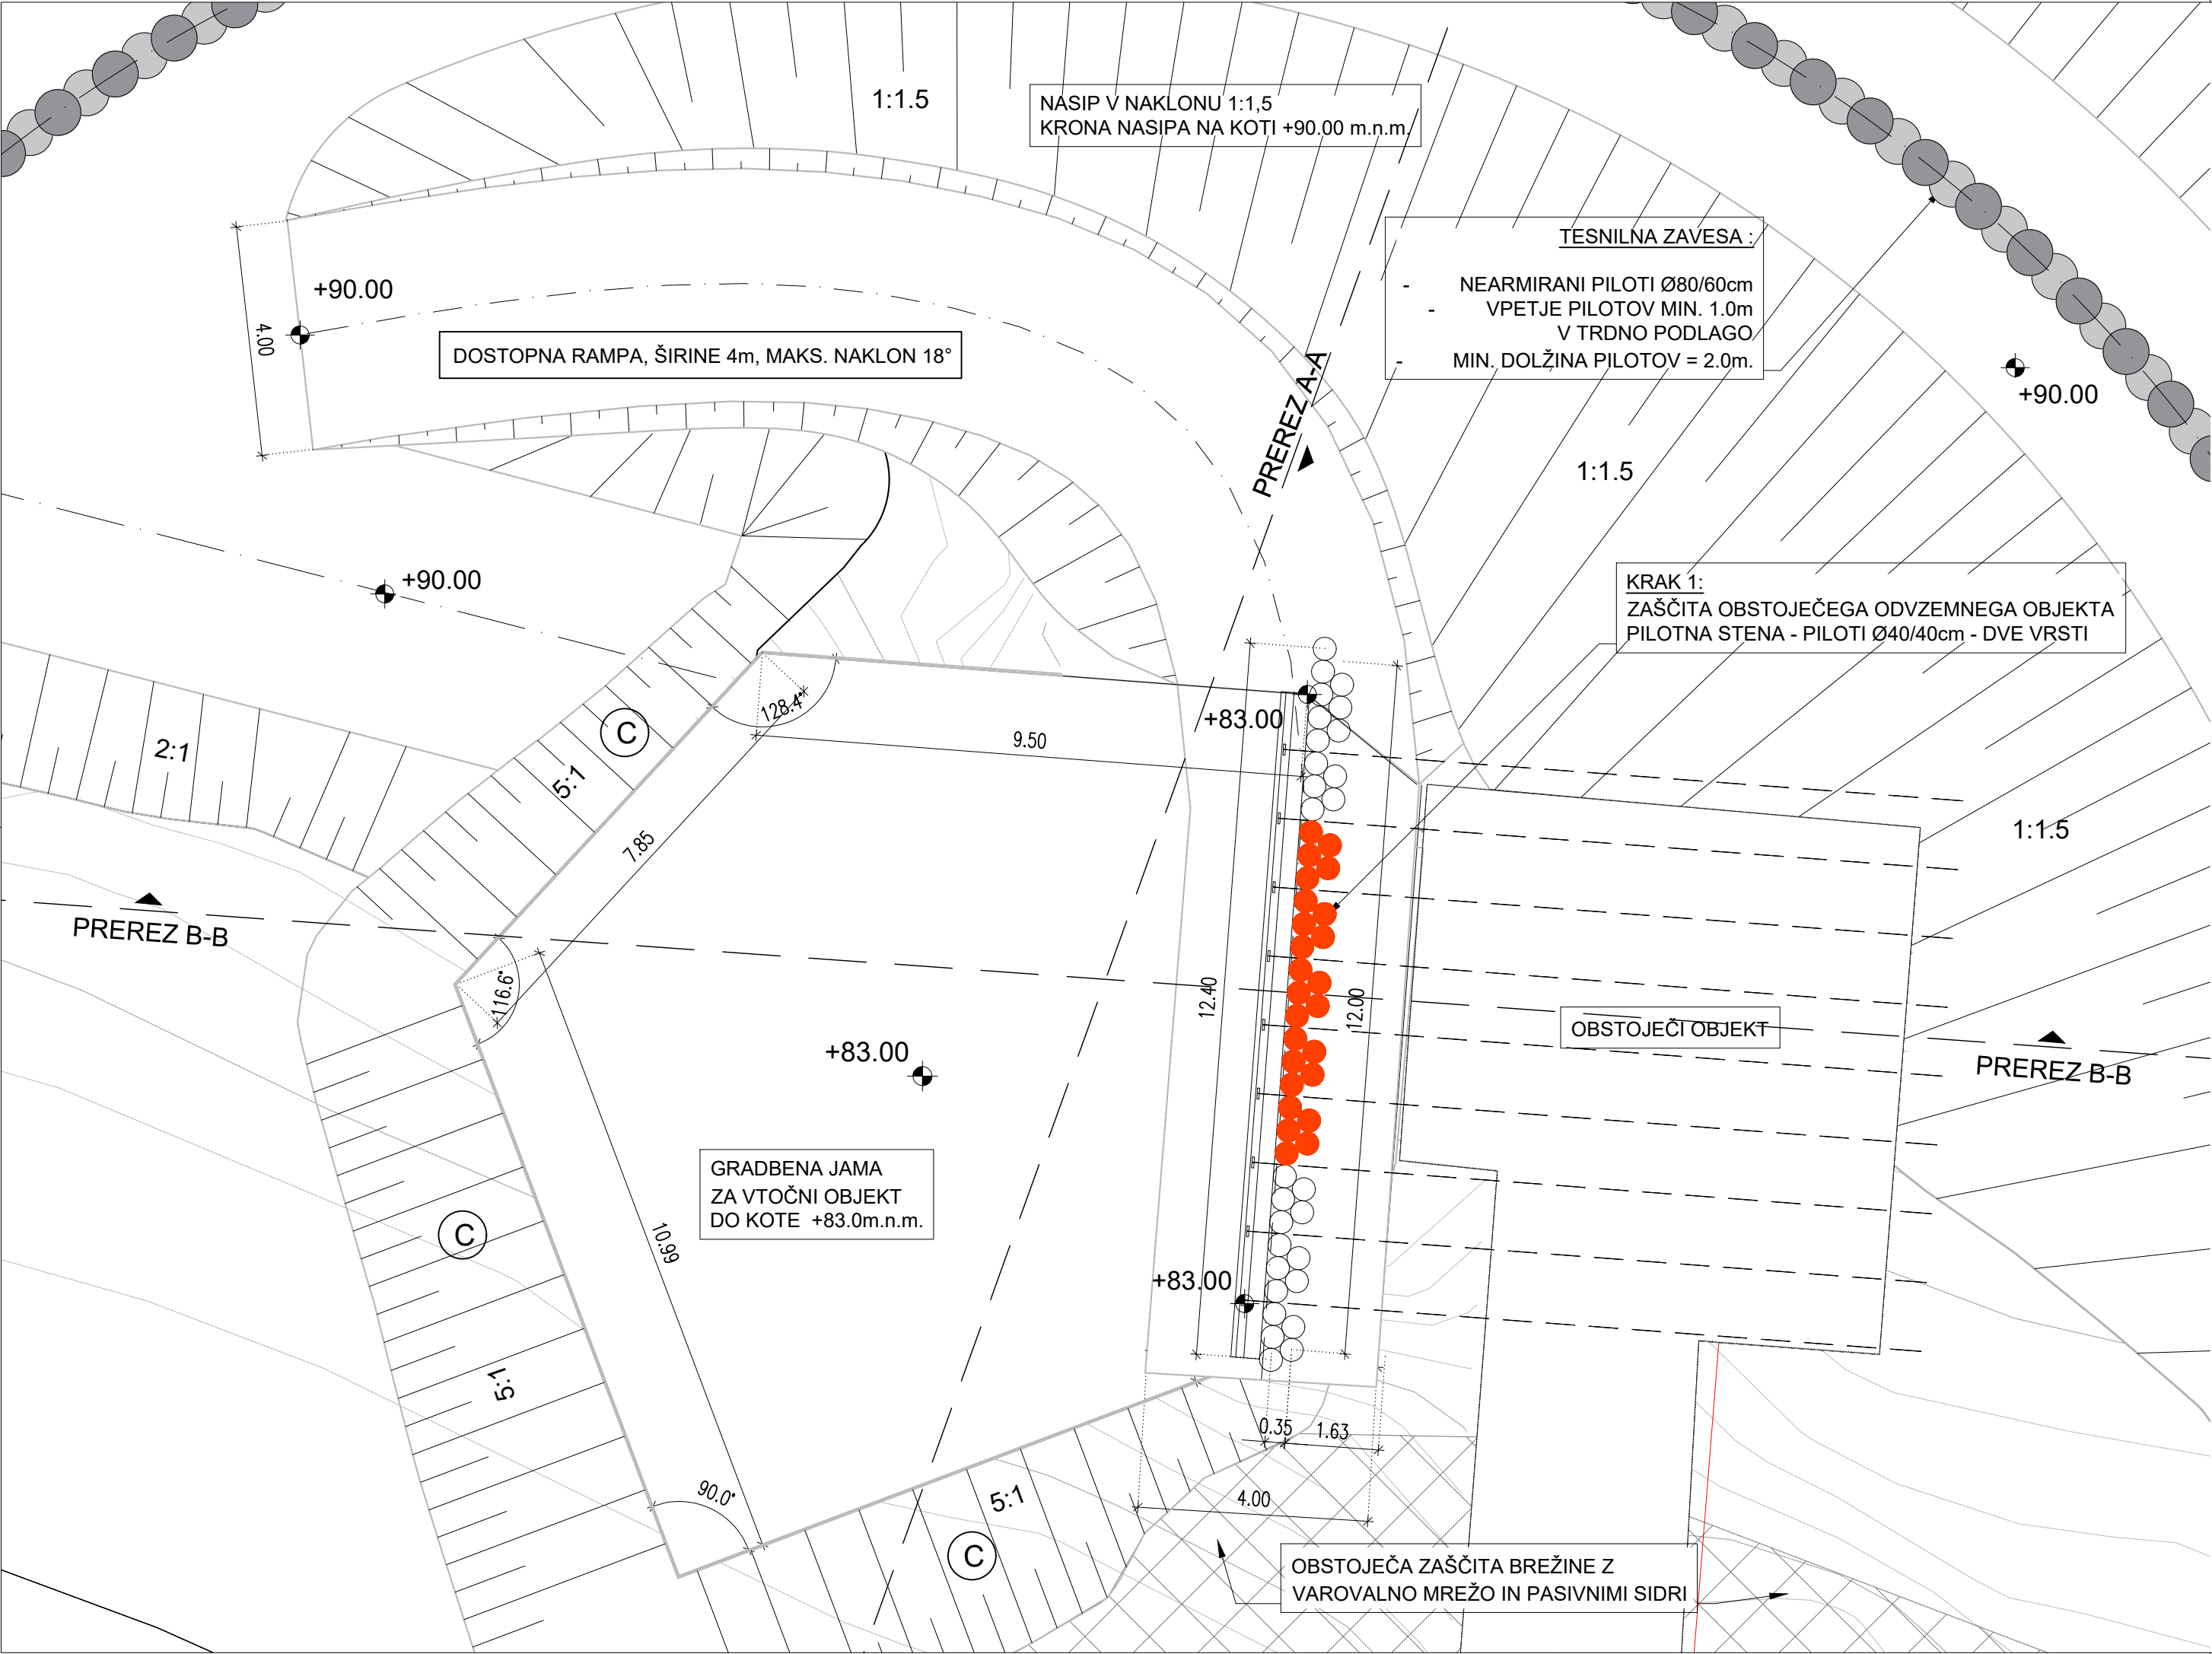 1:1.5
NASIP V NAKLONU 1:1,5
KRONA NASIPA NA KOTI +90.00 m.n.m.
TESNILNA ZAVESA :
- NEARMIRANI PILOTI Ø80/60cm
- VPETJE PILOTOV MIN. 1.0m
V TRDNO PODLAGO
- MIN. DOLŽINA PILOTOV = 2.0m.
+90.00
4.00
DOSTOPNA RAMPA, ŠIRINE 4m, MAKS. NAKLON 18°
PREREZ A-A
+90.00
1:1.5
+90.00
KRAK 1:
ZAŠČITA OBSTOJEČEGA ODVZEMNEGA OBJEKTA
PILOTNA STENA - PILOTI Ø40/40cm - DVE VRSTI
128.4°
+83.00
C
9.50
2:1
5:1
7.85
1:1.5
PREREZ B-B
116.6°
12.40
12.00
OBSTOJEČI OBJEKT
PREREZ B-B
+83.00
GRADBENA JAMA
ZA VTOČNI OBJEKT
DO KOTE +83.0m.n.m.
C
10.99
+83.00
5:1
0.35
1.63
90.0°
5:1
4.00
C
OBSTOJEČA ZAŠČITA BREŽINE Z
VAROVALNO MREŽO IN PASIVNIMI SIDRI